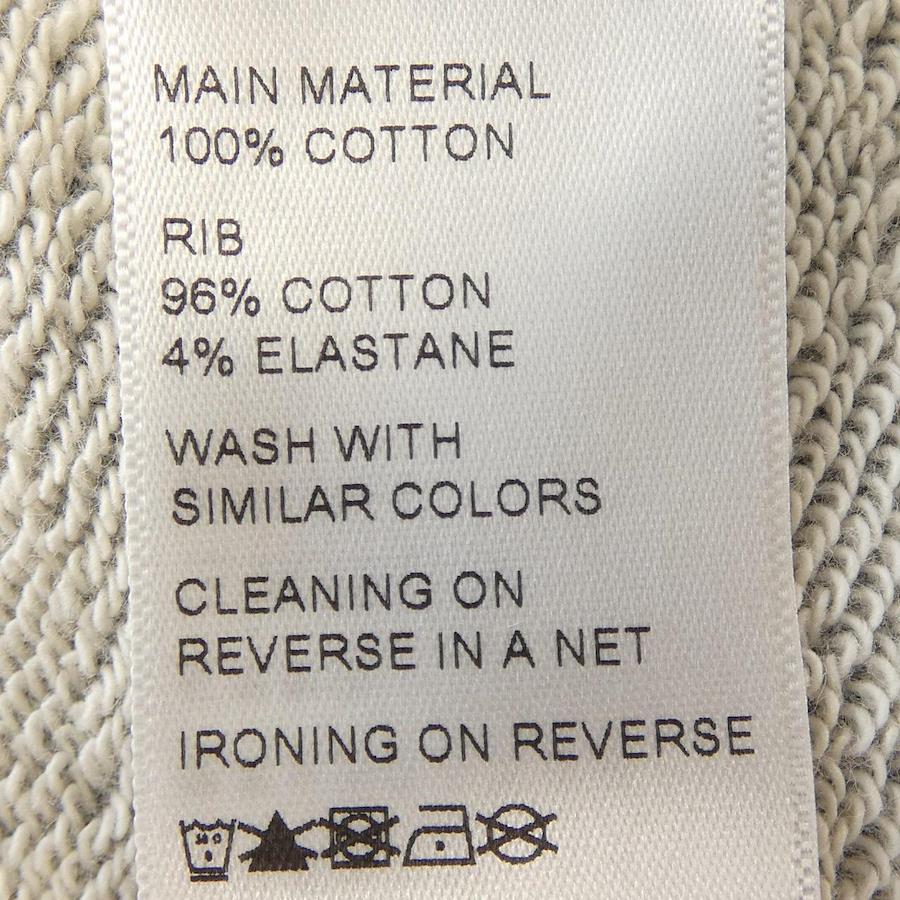 MAIN MATERIAL
100% COTTON
RIB
96% COTTON
4% ELASTANE
WASH WITH
SIMILAR COLORS
CLEANING ON
REVERSE IN A NET
IRONING ON REVERSE